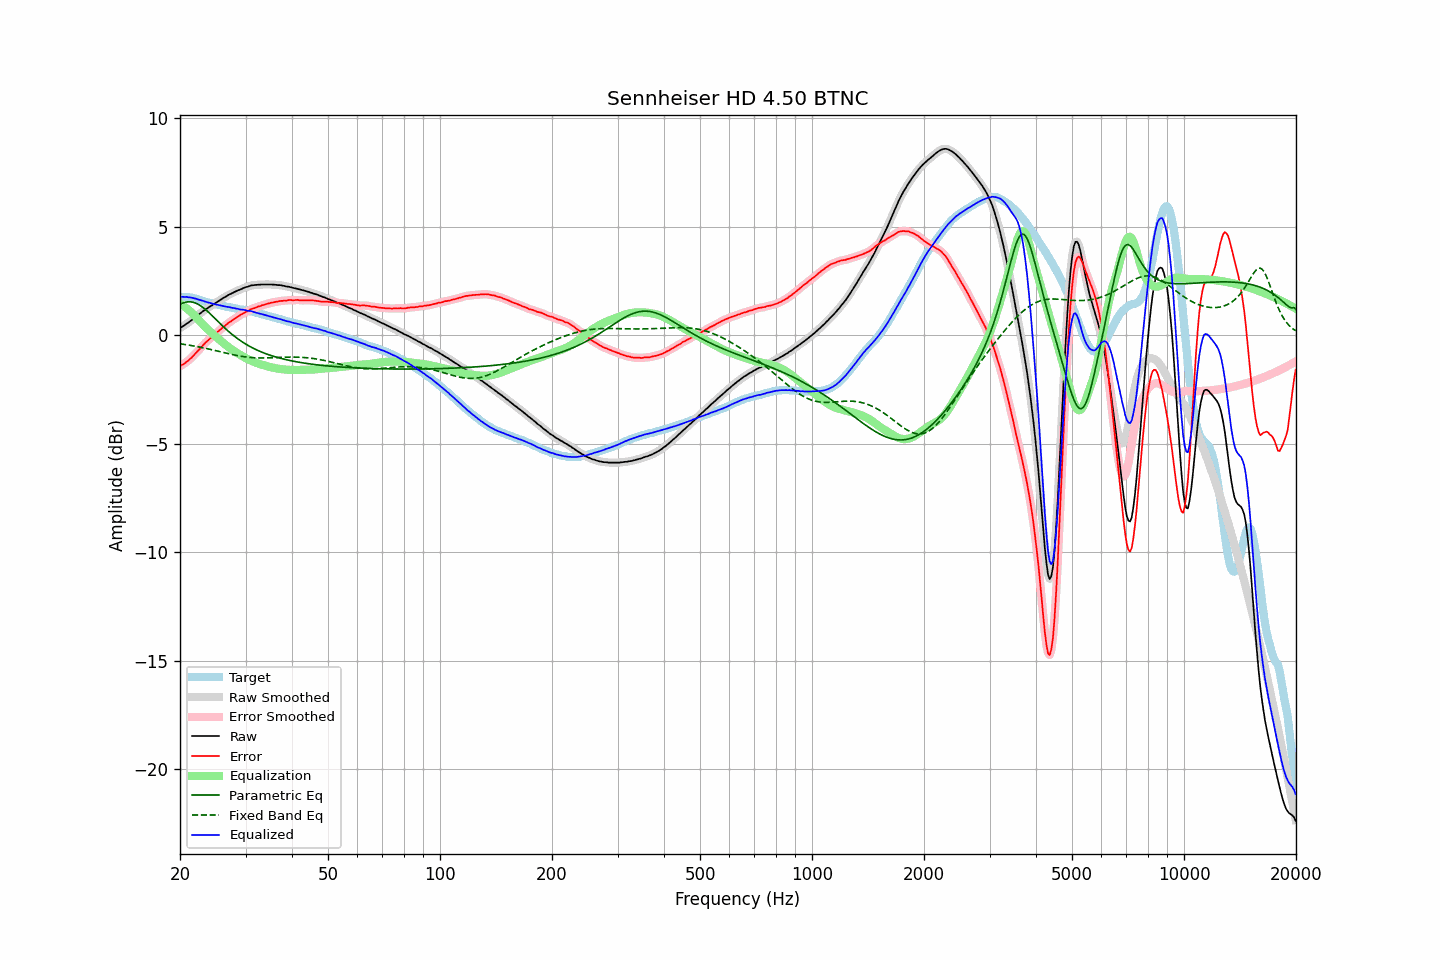 Sennheiser HD 4.50 BTNC
10
5
0
−5
−10
−15
−20
Amplitude (dBr)
Target
Raw Smoothed
Error Smoothed
Raw
Error
Equalization
Parametric Eq
Fixed Band Eq
Equalized
20 50 100 200 500 1000 2000 5000 10000 20000
Frequency (Hz)